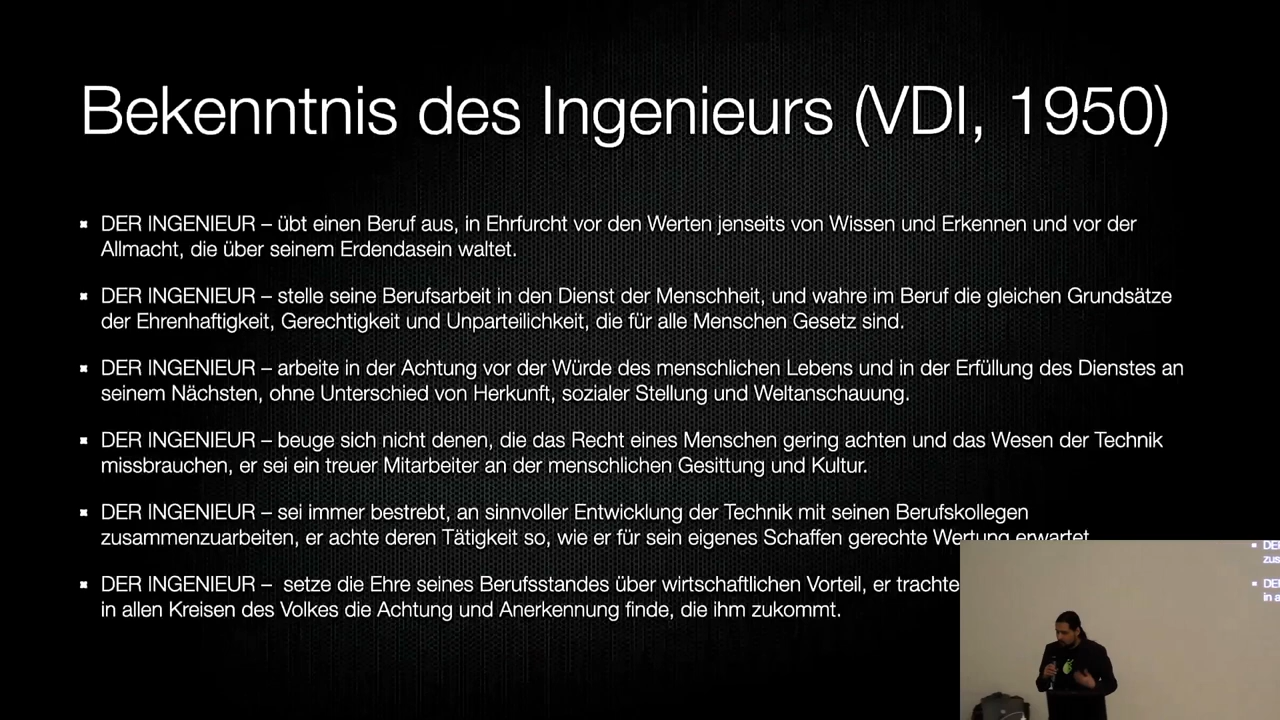 Bekenntnis des Ingenieurs (VDI, 1950)
DER INGENIEUR – übt einen Beruf aus, in Ehrfurcht vor den Werten jenseits von Wissen und Erkennen und vor der
Allmacht, die über seinem Erdendasein waltet.
DER INGENIEUR – stelle seine Berufsarbeit in den Dienst der Menschheit, und wahre im Beruf die gleichen Grundsätze
der Ehrenhaftigkeit, Gerechtigkeit und Unparteilichkeit, die für alle Menschen Gesetz sind.
DER INGENIEUR – arbeite in der Achtung vor der Würde des menschlichen Lebens und in der Erfüllung des Dienstes an
seinem Nächsten, ohne Unterschied von Herkunft, sozialer Stellung und Weltanschauung.
DER INGENIEUR – beuge sich nicht denen, die das Recht eines Menschen gering achten und das Wesen der Technik
missbrauchen, er sei ein treuer Mitarbeiter an der menschlichen Gesittung und Kultur.
DER INGENIEUR – sei immer bestrebt, an sinnvoller Entwicklung der Technik mit seinen Berufskollegen
zusammenzuarbeiten, er achte deren Tätigkeit so, wie er für sein eigenes Schaffen gerechte Wertung erwartet.
DER INGENIEUR – setze die Ehre seines Berufsstandes über wirtschaftlichen Vorteil, er trachte
in allen Kreisen des Volkes die Achtung und Anerkennung finde, die ihm zukommt.